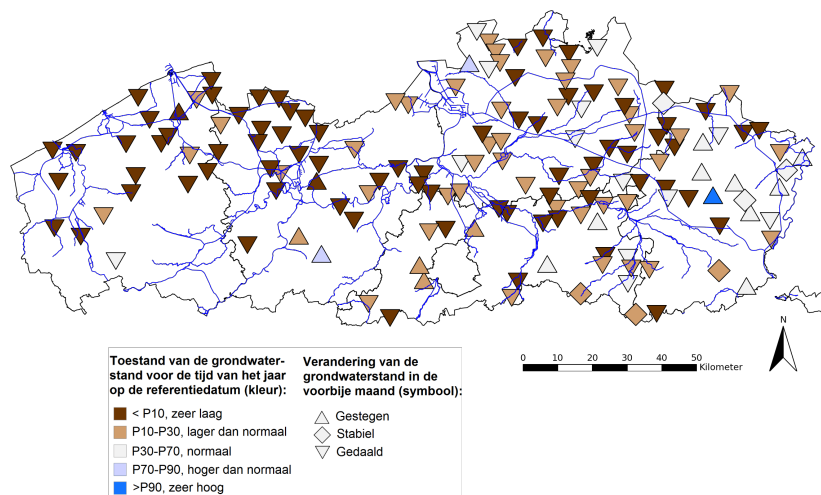 N
0 10 20 30 40 50
Kilometer
Toestand van de grondwater-
stand voor de tijd van het jaar
op de referentiedatum (kleur):
< P10, zeer laag
P10-P30, lager dan normaal
P30-P70, normaal
P70-P90, hoger dan normaal
>P90, zeer hoog
Verandering van de
grondwaterstand in de
voorbije maand (symbool):
Gestegen
Stabiel
Gedaald